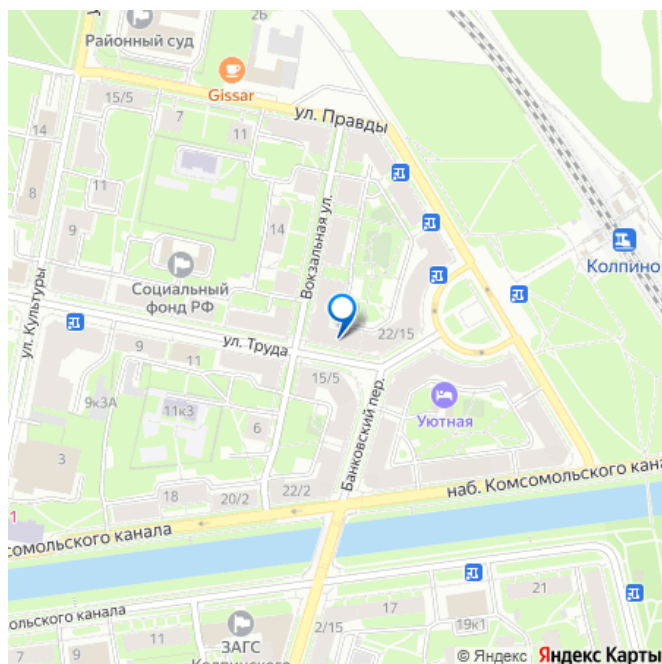 2Б
Районный суд
Gissar
15/5
7
11
ул. Правды
14
8
11
9
14
Вокзальная ул.
Социальный
фонд РФ
Колпино
ул. Культуры
ул. Труда
22/15
9
11
15/5
9к3А
11к3
6
Уютная
Банковский пер.
3
18
20/2
22/2
наб. Комсомольского кана
1
сомольского канала
21
17
19к1
ольского канала
11
2/15
7
9
ЗАГС
Колпинского
© Яндекс Яндекс Карты